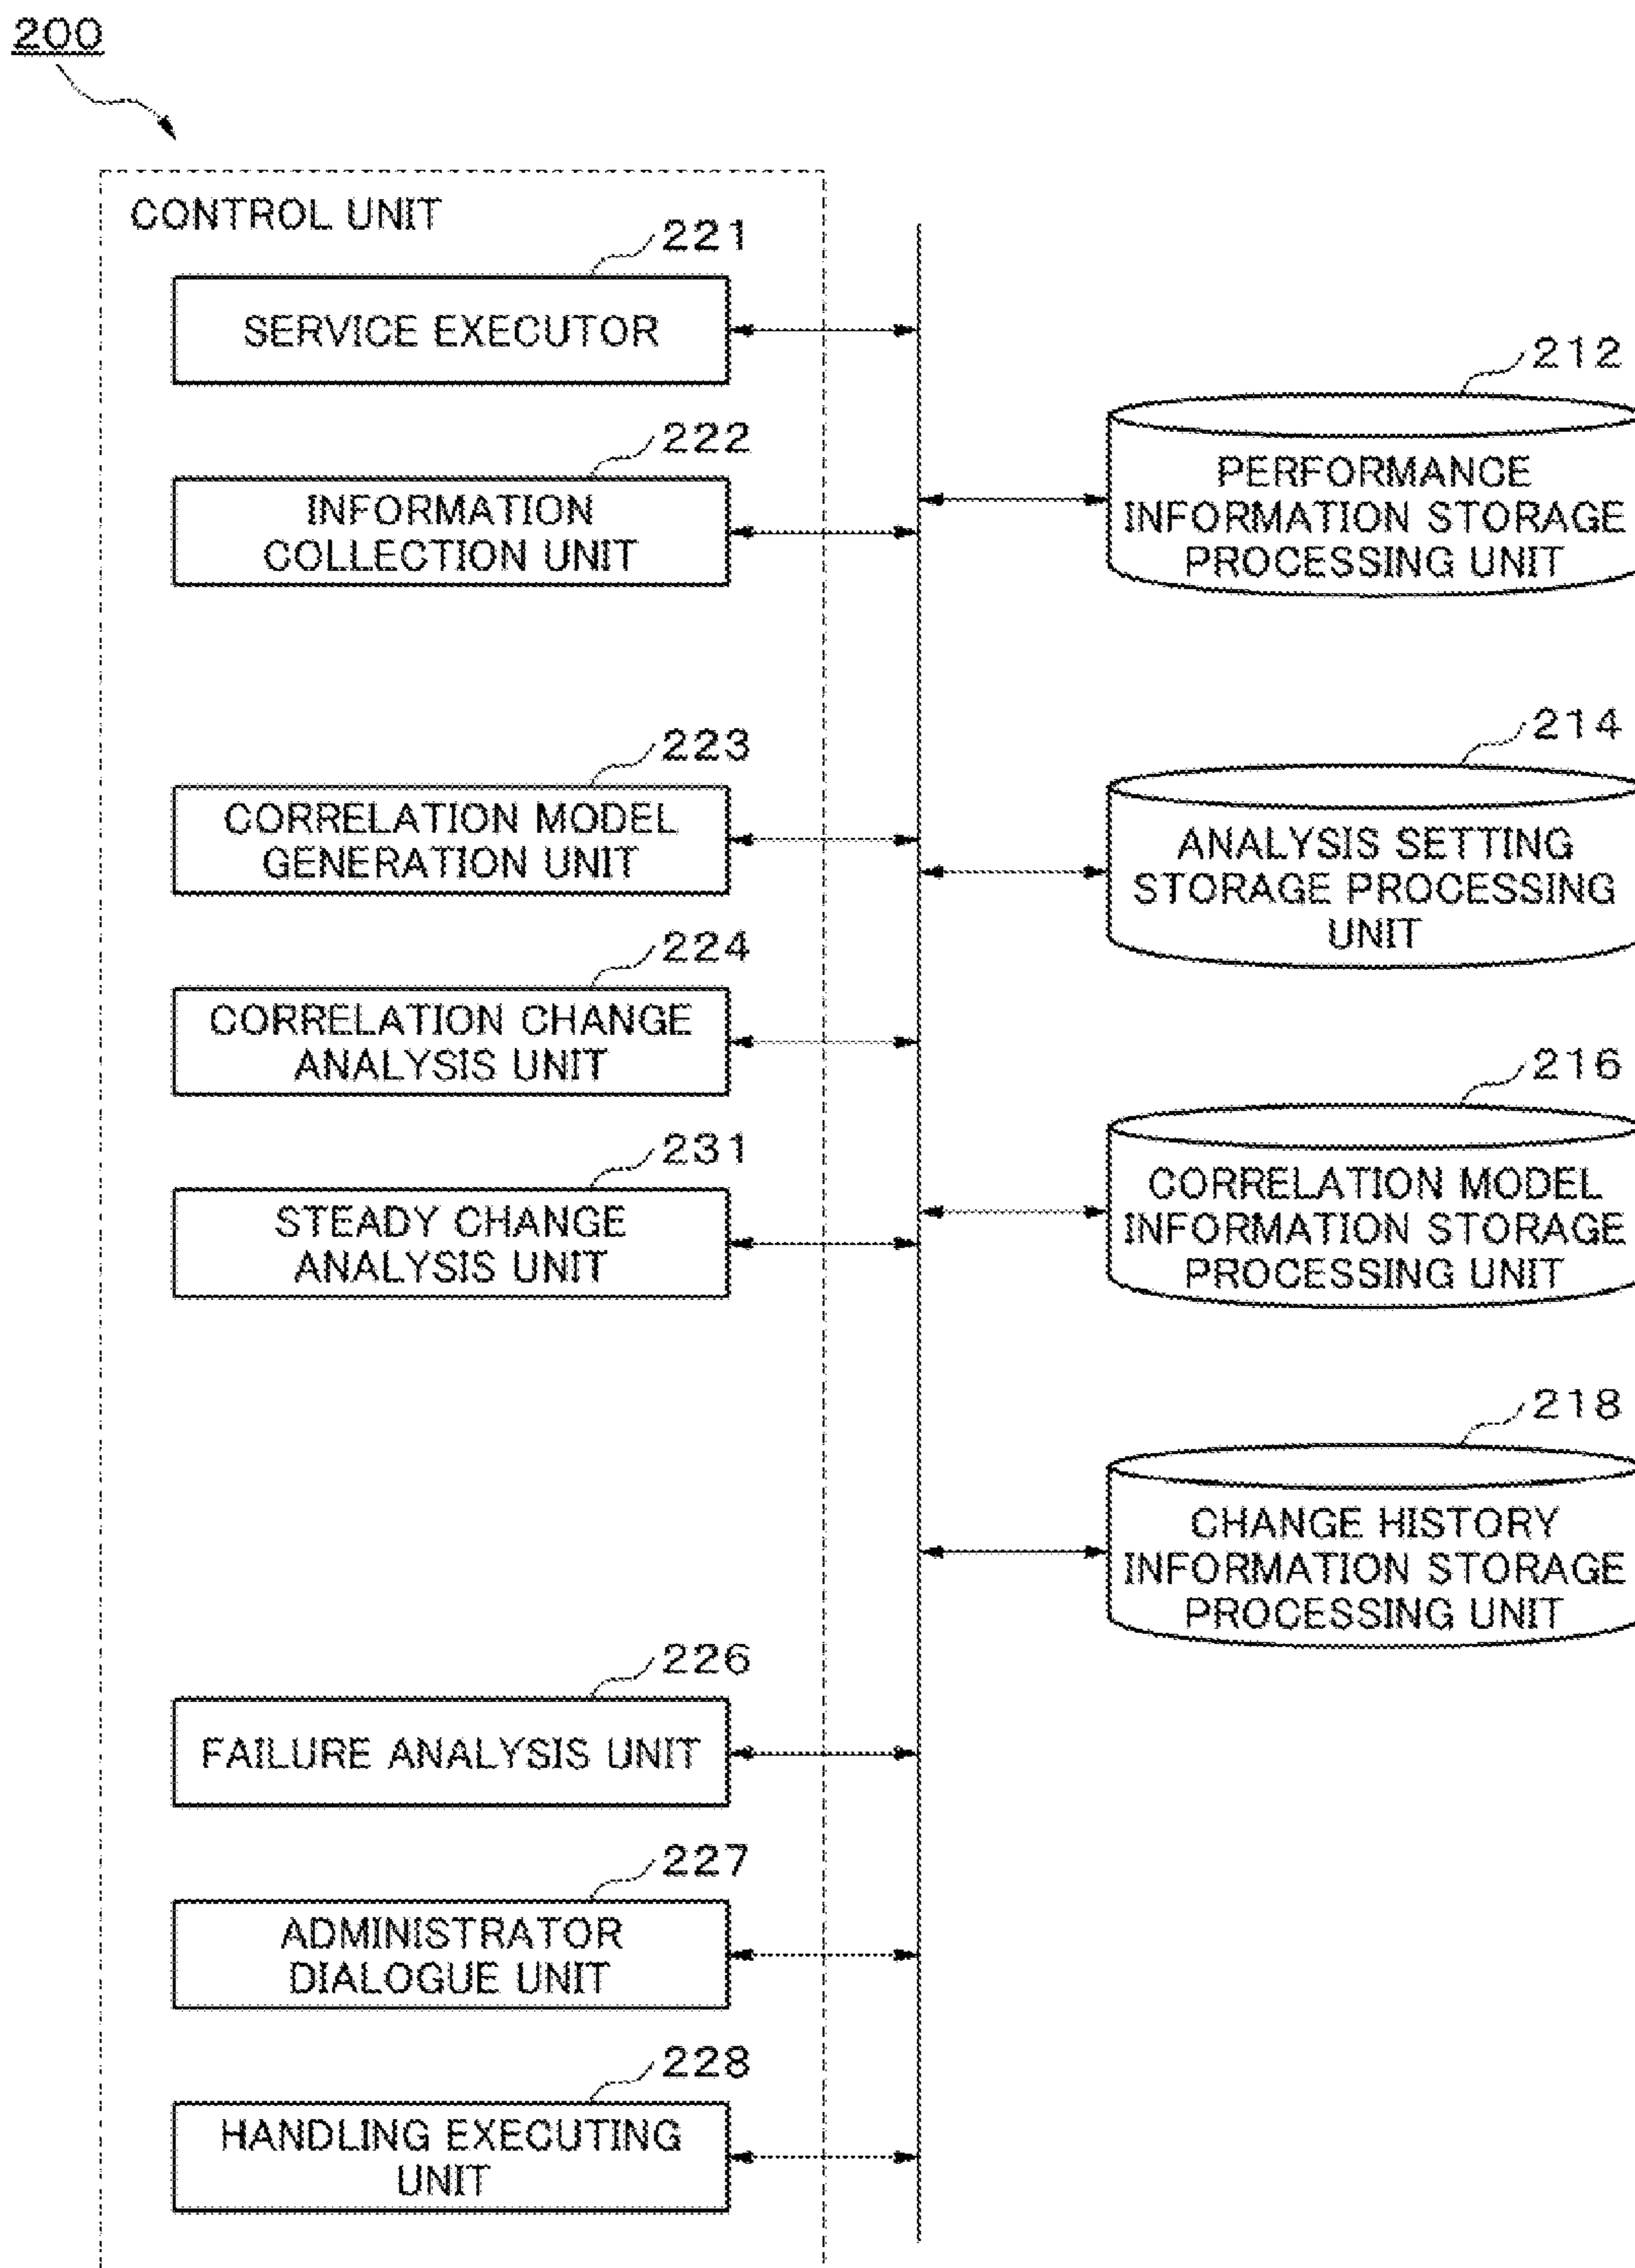 200
CONTROL UNIT
221
SERVICE EXECUTOR
222
INFORMATION
COLLECTION UNIT
223
CORRELATION MODEL
GENERATION UNIT
224
CORRELATION CHANGE
ANALYSIS UNIT
231
STEADY CHANGE
ANALYSIS UNIT
226
FAILURE ANALYSIS UNIT
227
ADMINISTRATOR
DIALOGUE UNIT
228
HANDLING EXECUTING
UNIT
212
PERFORMANCE
INFORMATION STORAGE
PROCESSING UNIT
214
ANALYSIS SETTING
STORAGE PROCESSING
UNIT
216
CORRELATION MODEL
INFORMATION STORAGE
PROCESSING UNIT
218
CHANGE HISTORY
INFORMATION STORAGE
PROCESSING UNIT